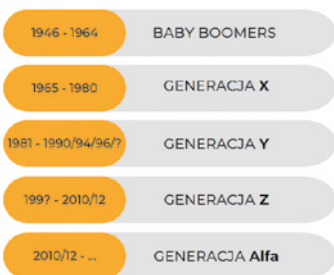 1946 - 1964 BABY BOOMERS
1965 - 1980 GENERACJA X
1981 - 1990/94/96/? GENERACJA Y
199? - 2010/12 GENERACJA Z
2010/12 - ... GENERACJA Alfa